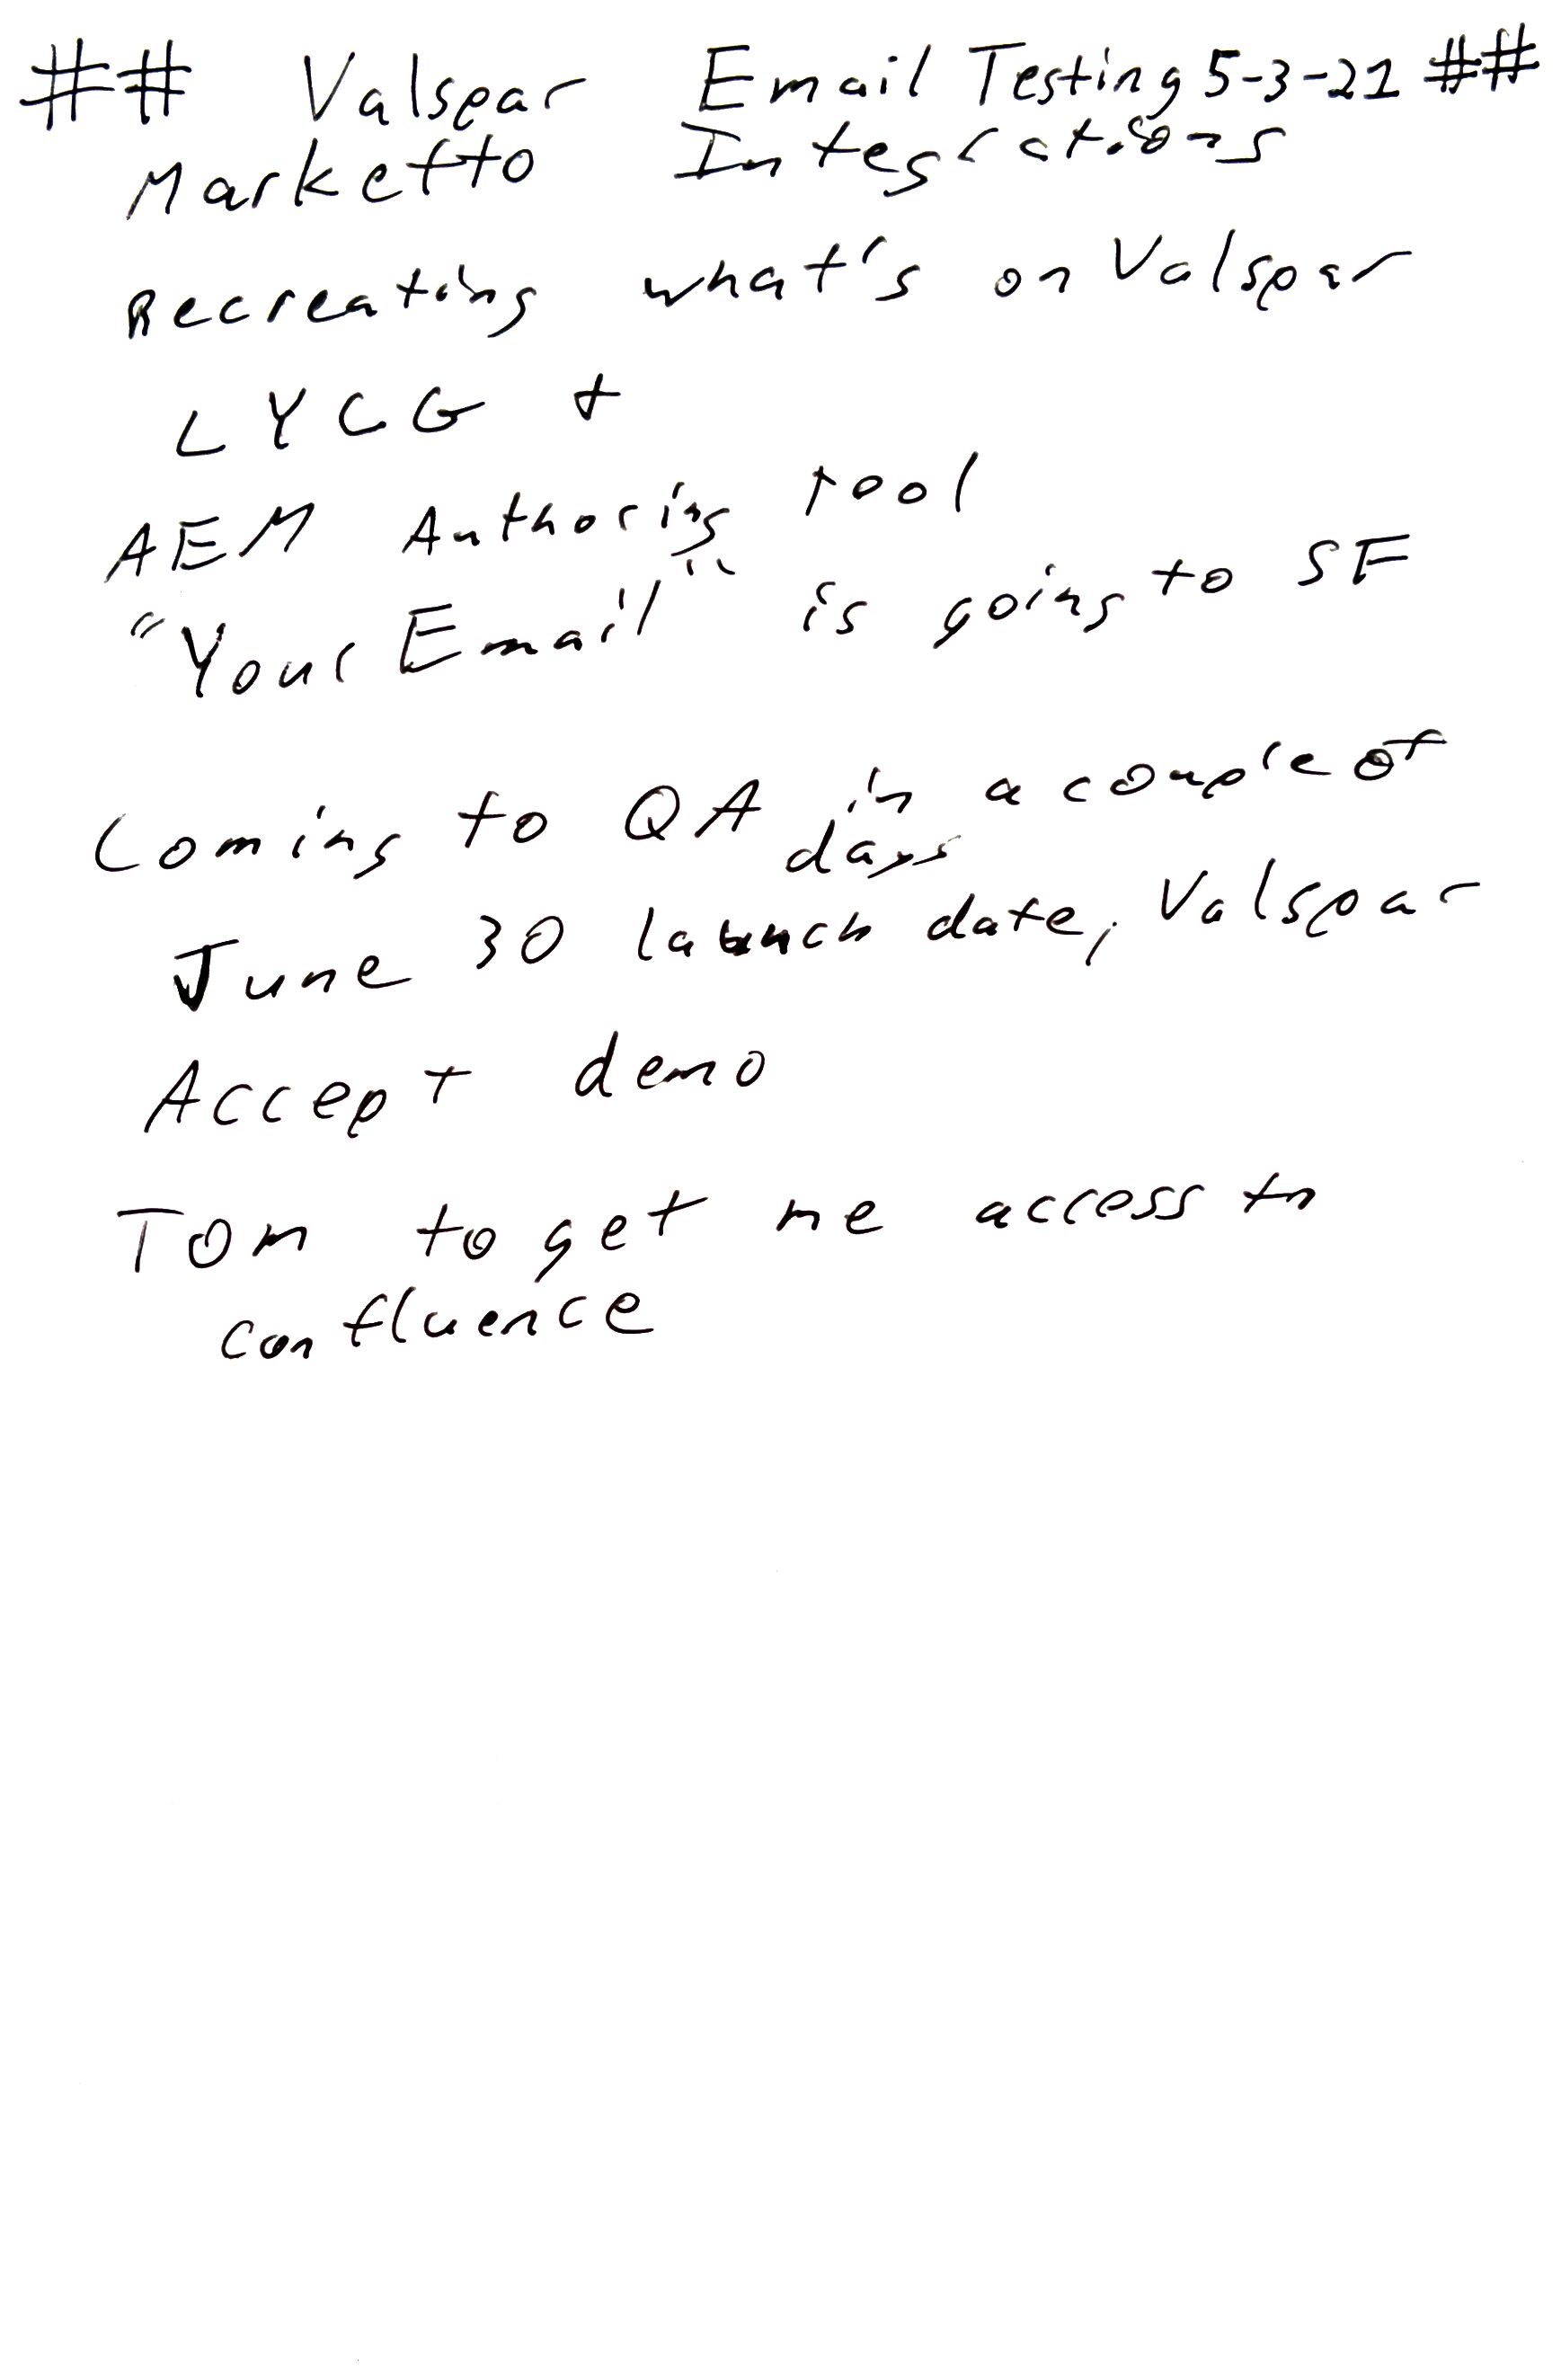 ## Valspar Email Testing 5-3-21 ##
Marketto Integrations
Recreating what's on Valspar
LYCG +
AEM Authoring tool
"Your Email" is going to SF
Coming to QA in a couple of
days
June 30 launch date, Valspar
Accept demo
Tom to get me access to
confluence